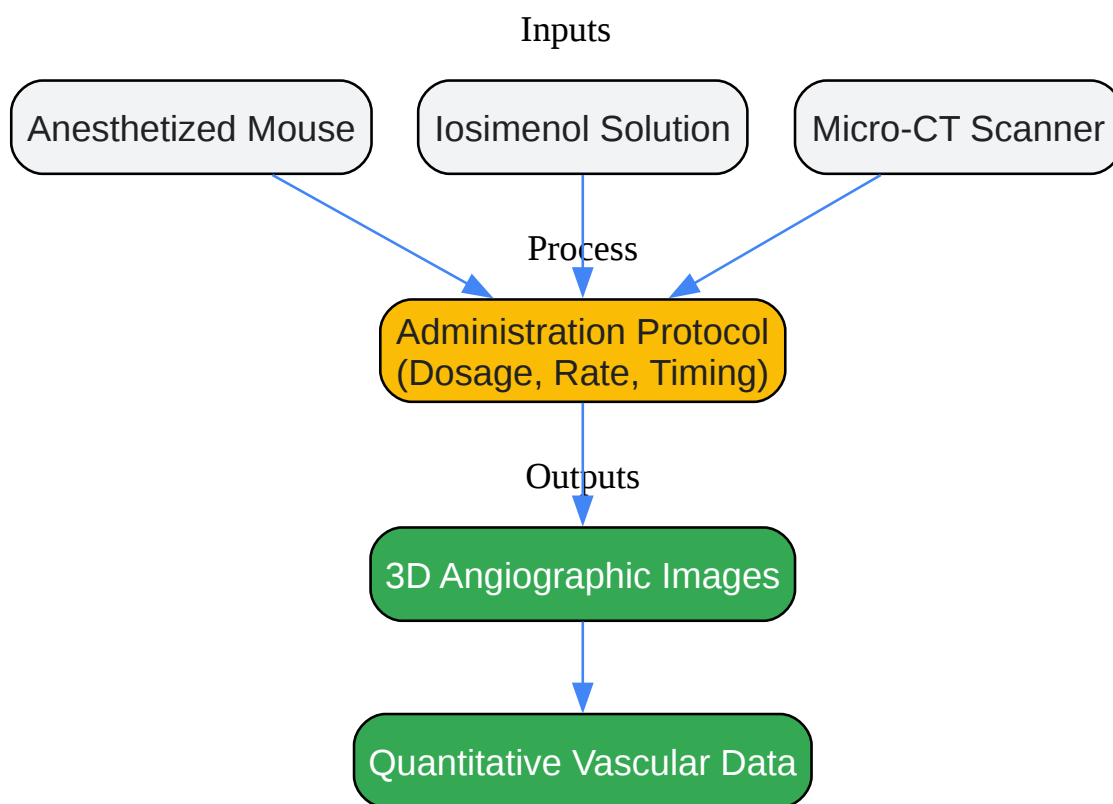 Inputs
Anesthetized Mouse
Iosimenol Solution
Micro-CT Scanner
Process
Administration Protocol
(Dosage, Rate, Timing)
Outputs
3D Angiographic Images
Quantitative Vascular Data